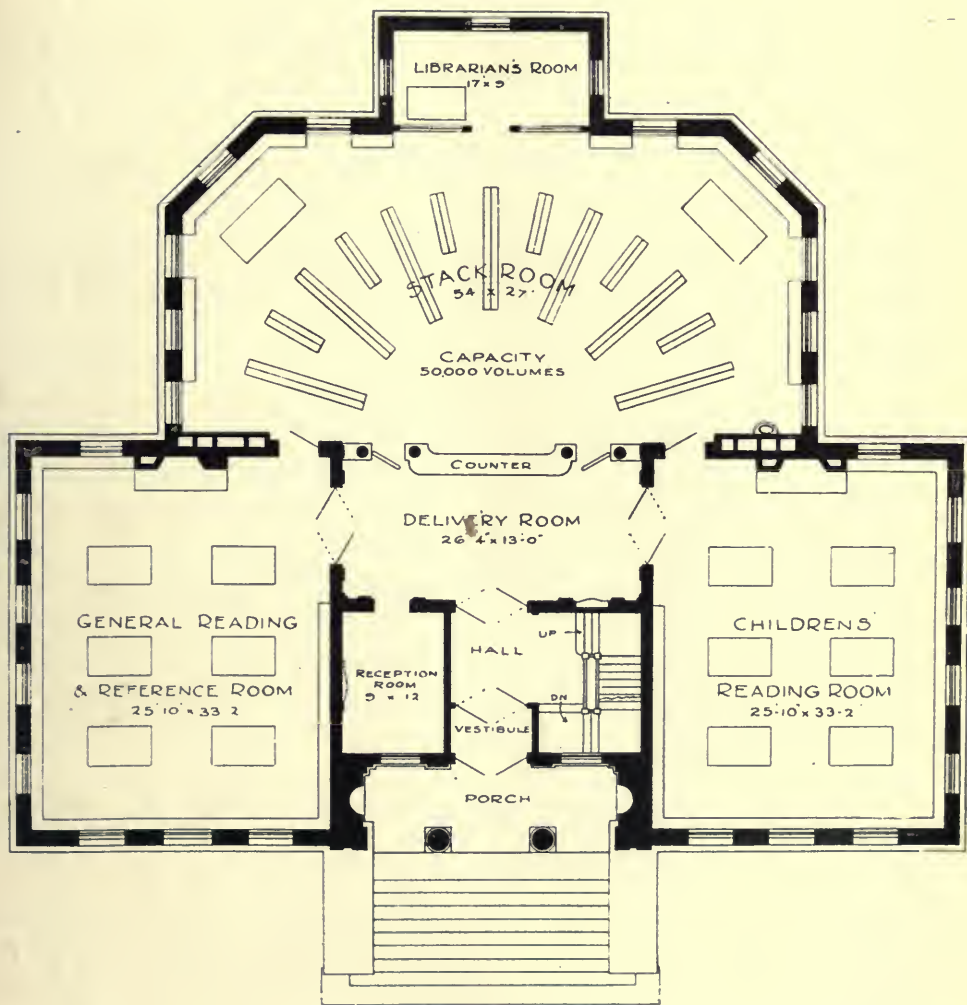 LIBRARIAN'S ROOM
17 x 9
STACK ROOM
54 x 27
CAPACITY
50,000 VOLUMES
COUNTER
DELIVERY ROOM
26'4" x 13'-0"
GENERAL READING
& REFERENCE ROOM
25'10" x 33-2
UP
HALL
RECEPTION
ROOM
9 x 12
DN
VESTIBULE
PORCH
CHILDRENS
READING ROOM
25-10" x 33-2